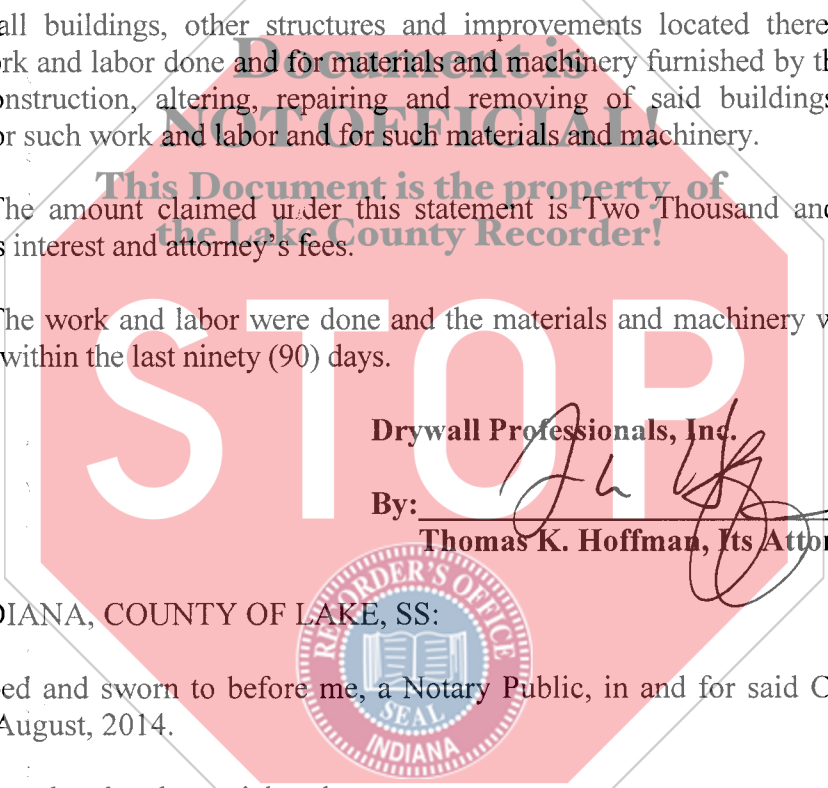 all buildings, other structures and improvements located there
rk and labor done and for materials and machinery furnished by th
Document is
onstruction, altering, repairing and removing of said buildings
NOT OFFICIAL!
or such work and labor and for such materials and machinery.
This Document is the property of
The amount claimed under this statement is Two Thousand and
the Lake County Recorder!
s interest and attorney's fees.
STOP
The work and labor were done and the materials and machinery
within the last ninety (90) days.
Drywall Professionals, Inc.
By:
Thomas K. Hoffman, Its Attor
DIANA, COUNTY OF LAKE, SS:
RECORDER'S OFFICE
SEAL
INDIANA
ed and sworn to before me, a Notary Public, in and for said C
August, 2014.